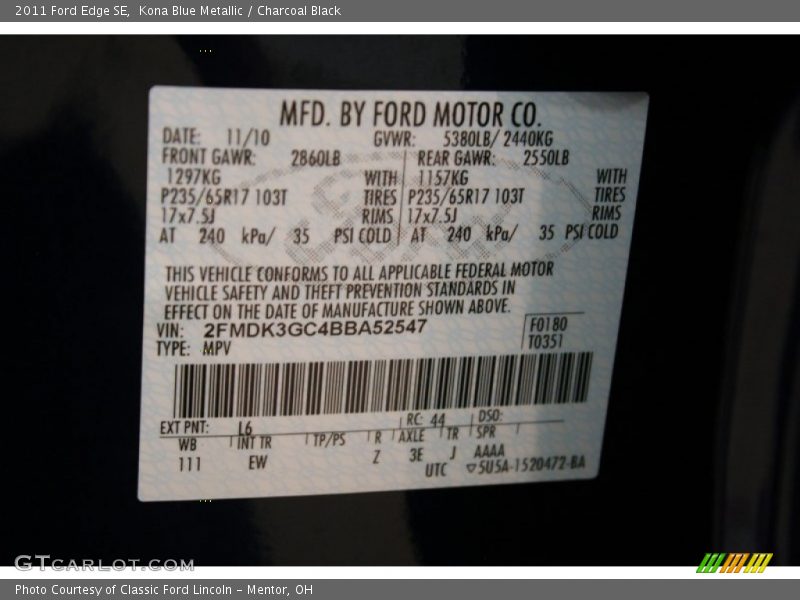 2011 Ford Edge SE, Kona Blue Metallic / Charcoal Black
MFD. BY FORD MOTOR CO.
DATE: 11/10 GVWR: 5380LB/ 2440KG
FRONT GAWR: 2860LB REAR GAWR: 2550LB
1297KG WITH 1157KG WITH
P235/65R17 103T TIRES P235/65R17 103T TIRES
17x7.5J RIMS 17x7.5J RIMS
AT 240 kPa/ 35 PSI COLD AT 240 kPa/ 35 PSI COLD
THIS VEHICLE CONFORMS TO ALL APPLICABLE FEDERAL MOTOR
VEHICLE SAFETY AND THEFT PREVENTION STANDARDS IN
EFFECT ON THE DATE OF MANUFACTURE SHOWN ABOVE.
VIN: 2FMDK3GC4BBA52547 F0180
TYPE: MPV T0351
EXT PNT: L6 RC: 44 DSO:
WB INT TR TP/PS R AXLE TR SPR
111 EW Z 3E J AAAA
UTC ▽5U5A-1520472-BA
GTCARLOT.COM
Photo Courtesy of Classic Ford Lincoln - Mentor, OH